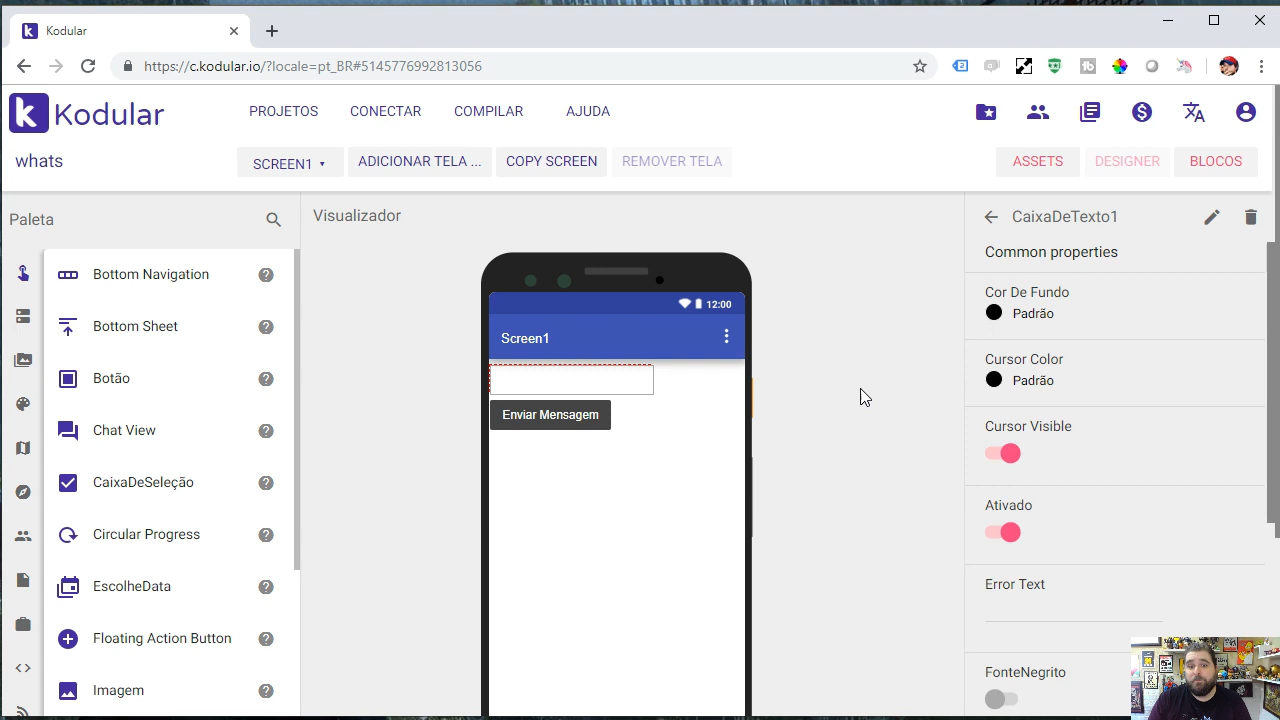 Kodular
https://c.kodular.io/?locale=pt_BR#5145776992813056
Kodular
PROJETOS
CONECTAR
COMPILAR
AJUDA
whats
SCREEN1
ADICIONAR TELA ...
COPY SCREEN
REMOVER TELA
ASSETS
DESIGNER
BLOCOS
Paleta
Visualizador
CaixaDeTexto1
Bottom Navigation
Bottom Sheet
Botão
Chat View
CaixaDeSeleção
Circular Progress
EscolheData
Floating Action Button
Imagem
12:00
Screen1
Enviar Mensagem
Common properties
Cor De Fundo
Padrão
Cursor Color
Padrão
Cursor Visible
Ativado
Error Text
FonteNegrito